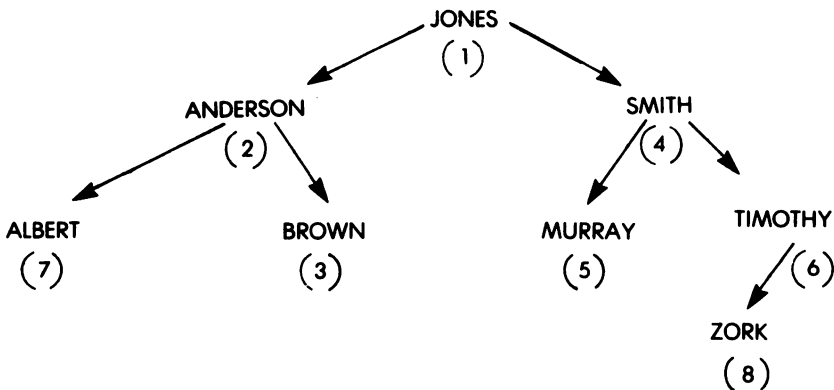 JONES
(1)
ANDERSON
SMITH
(2)
(4)
ALBERT
BROWN
MURRAY
TIMOTHY
(7)
(3)
(5)
(6)
ZORK
(8)